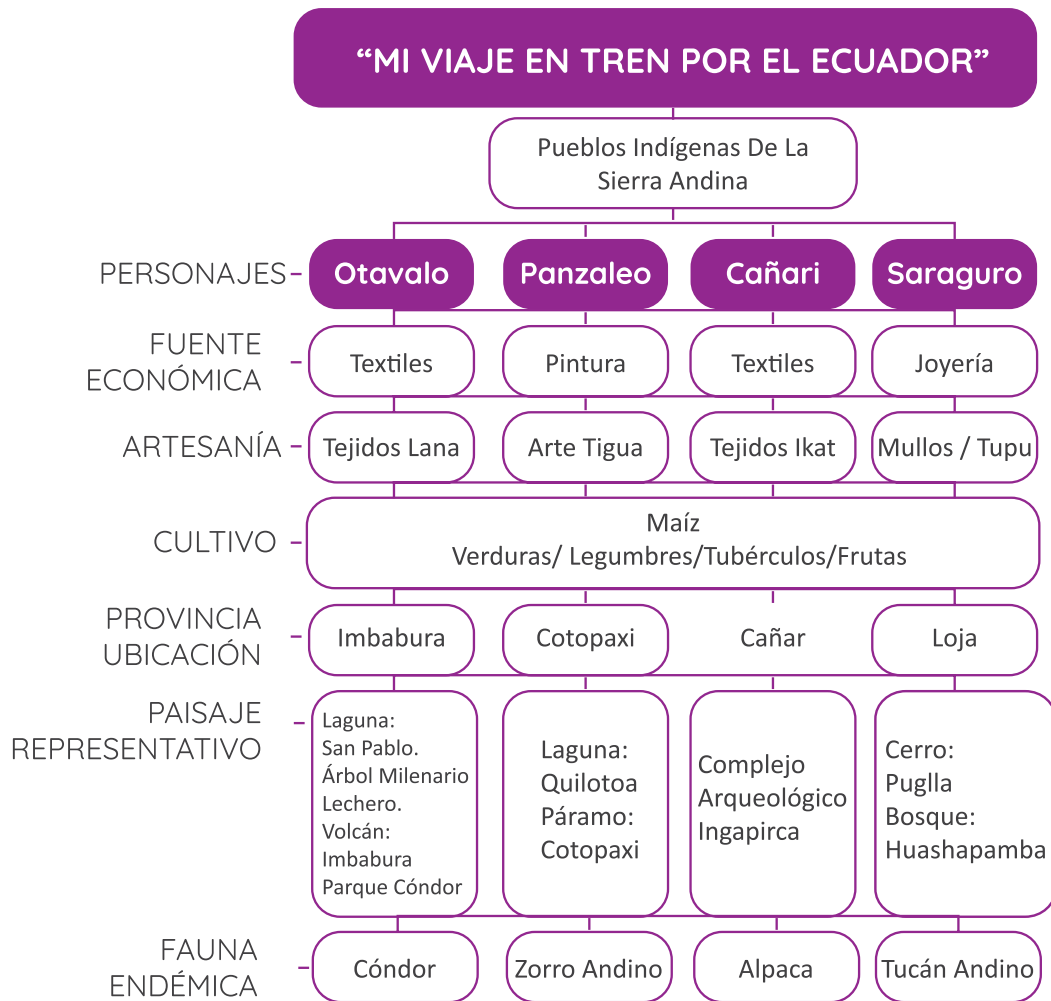 “MI VIAJE EN TREN POR EL ECUADOR”
Pueblos Indígenas De La
Sierra Andina
PERSONAJES
Otavalo
Panzaleo
Cañari
Saraguro
FUENTE
ECONÓMICA
Textiles
Pintura
Textiles
Joyería
ARTESANÍA
Tejidos Lana
Arte Tigua
Tejidos Ikat
Mullos / Tupu
CULTIVO
Maíz
Verduras/ Legumbres/Tubérculos/Frutas
PROVINCIA
UBICACIÓN
Imbabura
Cotopaxi
Cañar
Loja
PAISAJE
REPRESENTATIVO
Laguna:
San Pablo.
Árbol Milenario
Lechero.
Volcán:
Imbabura
Parque Cóndor
Laguna:
Quilotoa
Páramo:
Cotopaxi
Complejo
Arqueológico
Ingapirca
Cerro:
Puglla
Bosque:
Huashapamba
FAUNA
ENDÉMICA
Cóndor
Zorro Andino
Alpaca
Tucán Andino